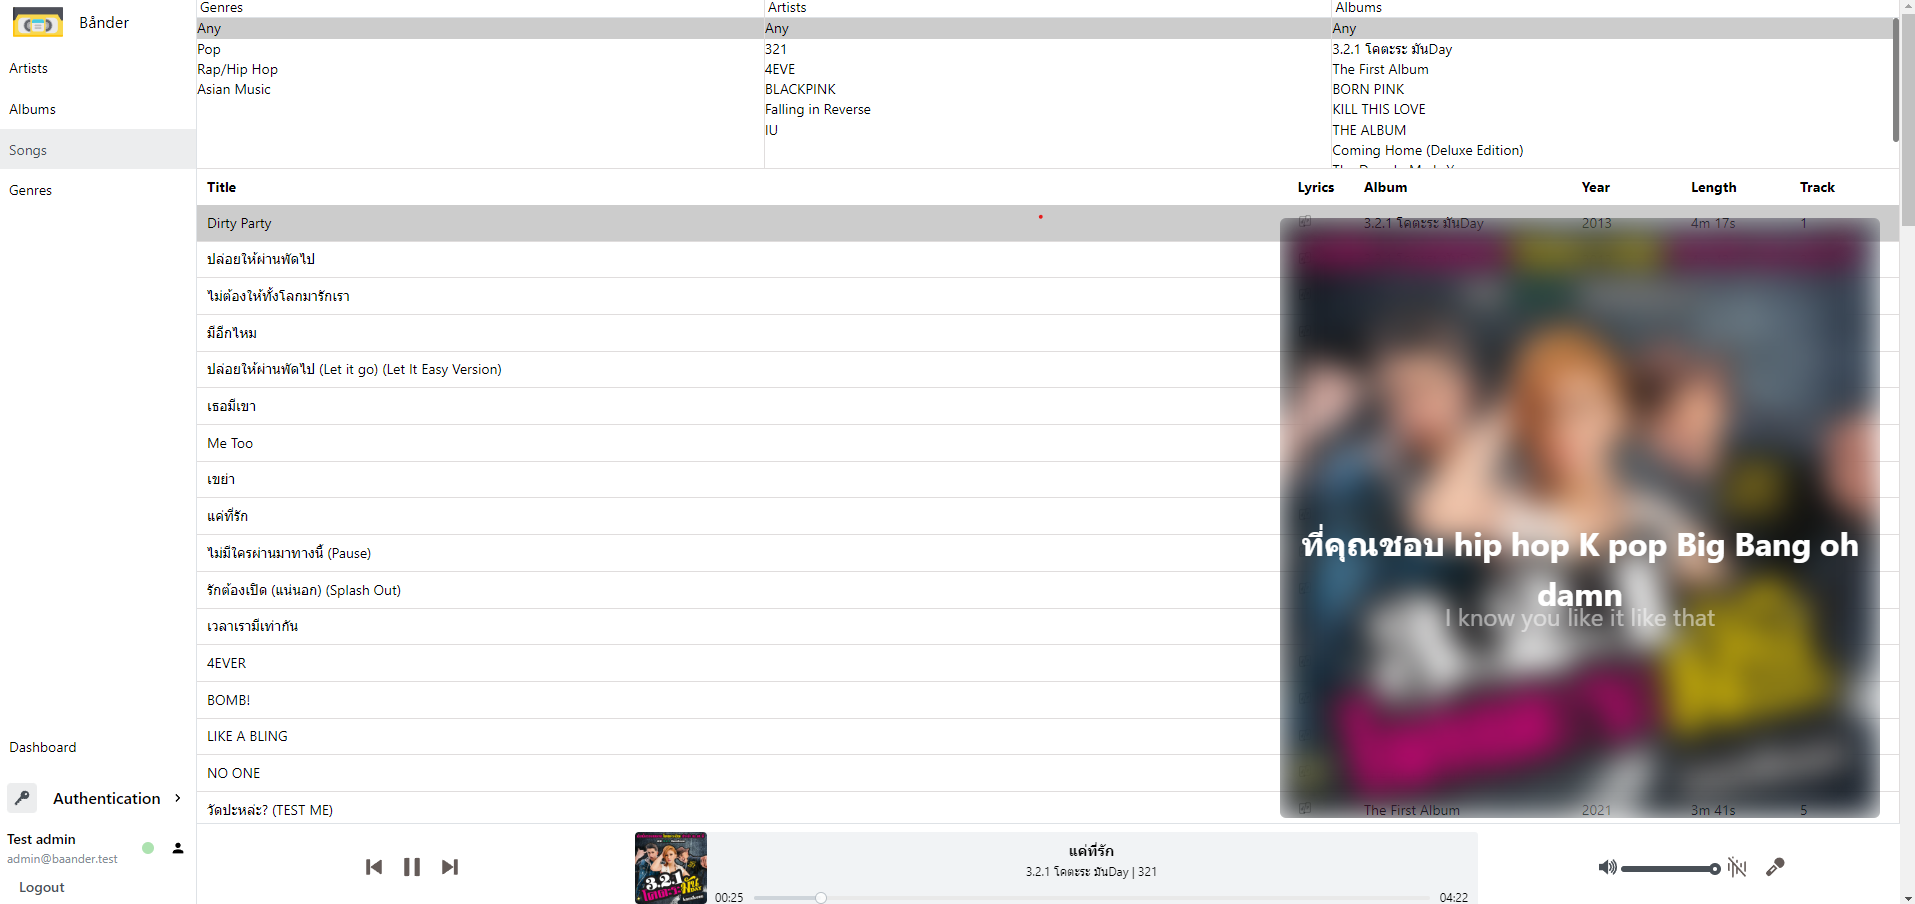 Bånder
Artists
Albums
Songs
Genres
Dashboard
Authentication
Test admin
admin@baander.test
Logout
Genres
Any
Pop
Rap/Hip Hop
Asian Music
Artists
Any
321
4EVE
BLACKPINK
Falling in Reverse
IU
Albums
Any
3.2.1 โคตะระ มันDay
The First Album
BORN PINK
KILL THIS LOVE
THE ALBUM
Coming Home (Deluxe Edition)
Title Lyrics Album Year Length Track
Dirty Party 3.2.1 โคตะระ มันDay 2013 4m 17s 1
ปล่อยให้ผ่านพัดไป
ไม่ต้องให้ทั้งโลกมารักเรา
มีอีกไหม
ปล่อยให้ผ่านพัดไป (Let it go) (Let It Easy Version)
เธอมีเขา
Me Too
เขย่า
แค่ที่รัก
ไม่มีใครผ่านมาทางนี้ (Pause)
รักต้องเปิด (แน่นอก) (Splash Out)
เวลาเรามีเท่ากัน
4EVER
BOMB!
LIKE A BLING
NO ONE
วัดปะหล่ะ? (TEST ME) The First Album 2021 3m 41s 5
ที่คุณชอบ hip hop K pop Big Bang oh
damn
I know you like it like that
3.2.1
แค่ที่รัก
3.2.1 โคตะระ มันDay | 321
00:25 04:22